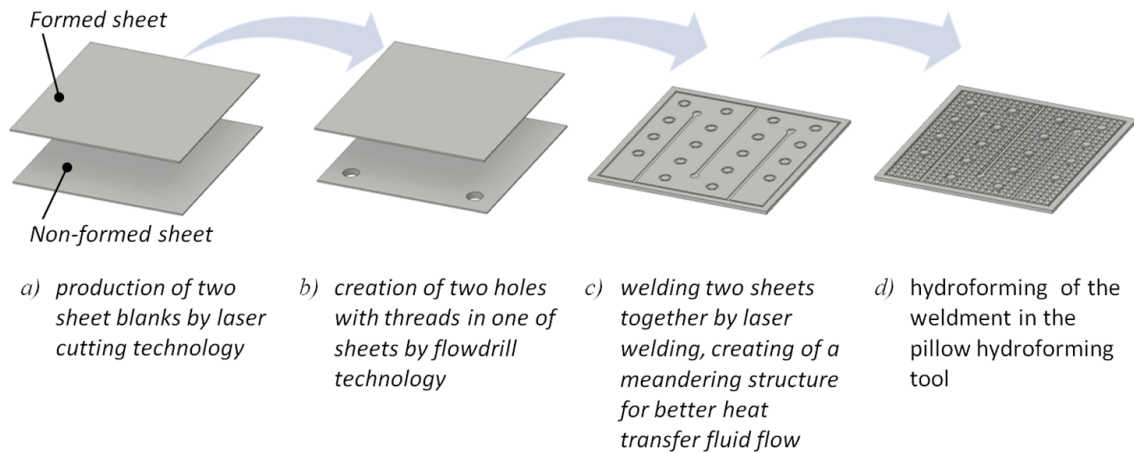 Formed sheet
Non-formed sheet
a) production of two
sheet blanks by laser
cutting technology
b) creation of two holes
with threads in one of
sheets by flowdrill
technology
c) welding two sheets
together by laser
welding, creating of a
meandering structure
for better heat
transfer fluid flow
d) hydroforming of the
weldment in the
pillow hydroforming
tool